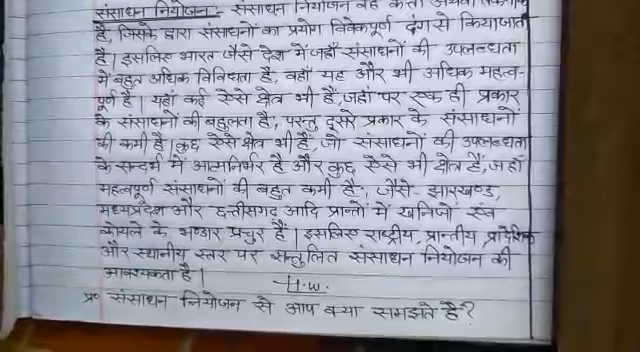 संसाधन नियोजन :- संसाधन नियोजन वह कला अथवा तकनीक
है, जिसके द्वारा संसाधनों का प्रयोग विवेकपूर्ण ढंग से किया जाता
है। इसलिए भारत जैसे देश में जहाँ संसाधनों की उपलब्धता
में बहुत अधिक विविधता है, वहाँ यह और भी अधिक महत्व-
पूर्ण है। यहाँ कई ऐसे क्षेत्र भी हैं, जहाँ पर एक ही प्रकार
के संसाधनों की बहुलता है, परन्तु दूसरे प्रकार के संसाधनों
की कमी है। कुछ ऐसे क्षेत्र भी हैं, जो संसाधनों की उपलब्धता
के सन्दर्भ में आत्मनिर्भर है और कुछ ऐसे भी क्षेत्र हैं, जहाँ
महत्वपूर्ण संसाधनों की बहुत कमी है, जैसे- झारखण्ड,
मध्यप्रदेश और छत्तीसगढ़ आदि प्रान्तों में खनिजों एवं
कोयले के भण्डार प्रचुर हैं। इसलिए राष्ट्रीय, प्रान्तीय, प्रादेशिक
और स्थानीय स्तर पर सन्तुलित संसाधन नियोजन की
आवश्यकता है।
H.w.
प्र० संसाधन नियोजन से आप क्या समझते है?